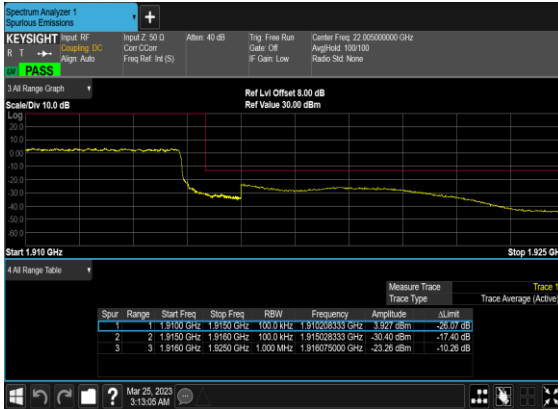 Spectrum Analyzer 1
Spurious Emissions
+
KEYSIGHT Input: RF Input Z: 50 Ω Atten: 40 dB Trig: Free Run Center Freq: 22.005000000 GHz
R T Coupling: DC Corr CCorr Gate: Off Avg|Hold: 100/100
Align: Auto Freq Ref: Int (S) IF Gain: Low Radio Std: None
PASS
3 All Range Graph
Ref Lvl Offset 8.00 dB
Scale/Div 10.0 dB Ref Value 30.00 dBm
Log
20.0
10.0
0.00
-10.0
-20.0
-30.0
-40.0
-50.0
-60.0
Start 1.910 GHz Stop 1.925 GH
4 All Range Table
Measure Trace Trace 1
Trace Type Trace Average (Active)
Spur Range Start Freq Stop Freq RBW Frequency Amplitude ΔLimit
1 1 1.9100 GHz 1.9150 GHz 100.0 kHz 1.910208333 GHz 3.927 dBm -26.07 dB
2 2 1.9150 GHz 1.9160 GHz 100.0 kHz 1.915028333 GHz -30.40 dBm -17.40 dB
3 3 1.9160 GHz 1.9250 GHz 1.000 MHz 1.916075000 GHz -23.26 dBm -10.26 dB
? Mar 25, 2023
3:13:05 AM